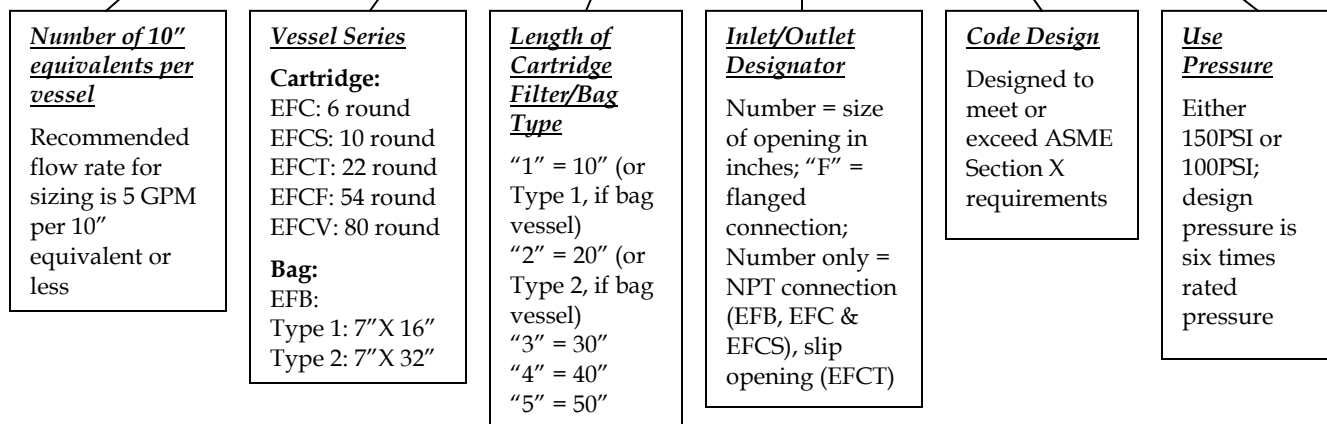 Number of 10”
equivalents per
vessel
Recommended
flow rate for
sizing is 5 GPM
per 10”
equivalent or
less
Vessel Series
Cartridge:
EFC: 6 round
EFCS: 10 round
EFCT: 22 round
EFCF: 54 round
EFCV: 80 round
Bag:
EFB:
Type 1: 7”X 16”
Type 2: 7”X 32”
Length of
Cartridge
Filter/Bag
Type
“1” = 10” (or
Type 1, if bag
vessel)
“2” = 20” (or
Type 2, if bag
vessel)
“3” = 30”
“4” = 40”
“5” = 50”
Inlet/Outlet
Designator
Number = size
of opening in
inches; “F” =
flanged
connection;
Number only =
NPT connection
(EFB, EFC &
EFCS), slip
opening (EFCT)
Code Design
Designed to
meet or
exceed ASME
Section X
requirements
Use
Pressure
Either
150PSI or
100PSI;
design
pressure is
six times
rated
pressure